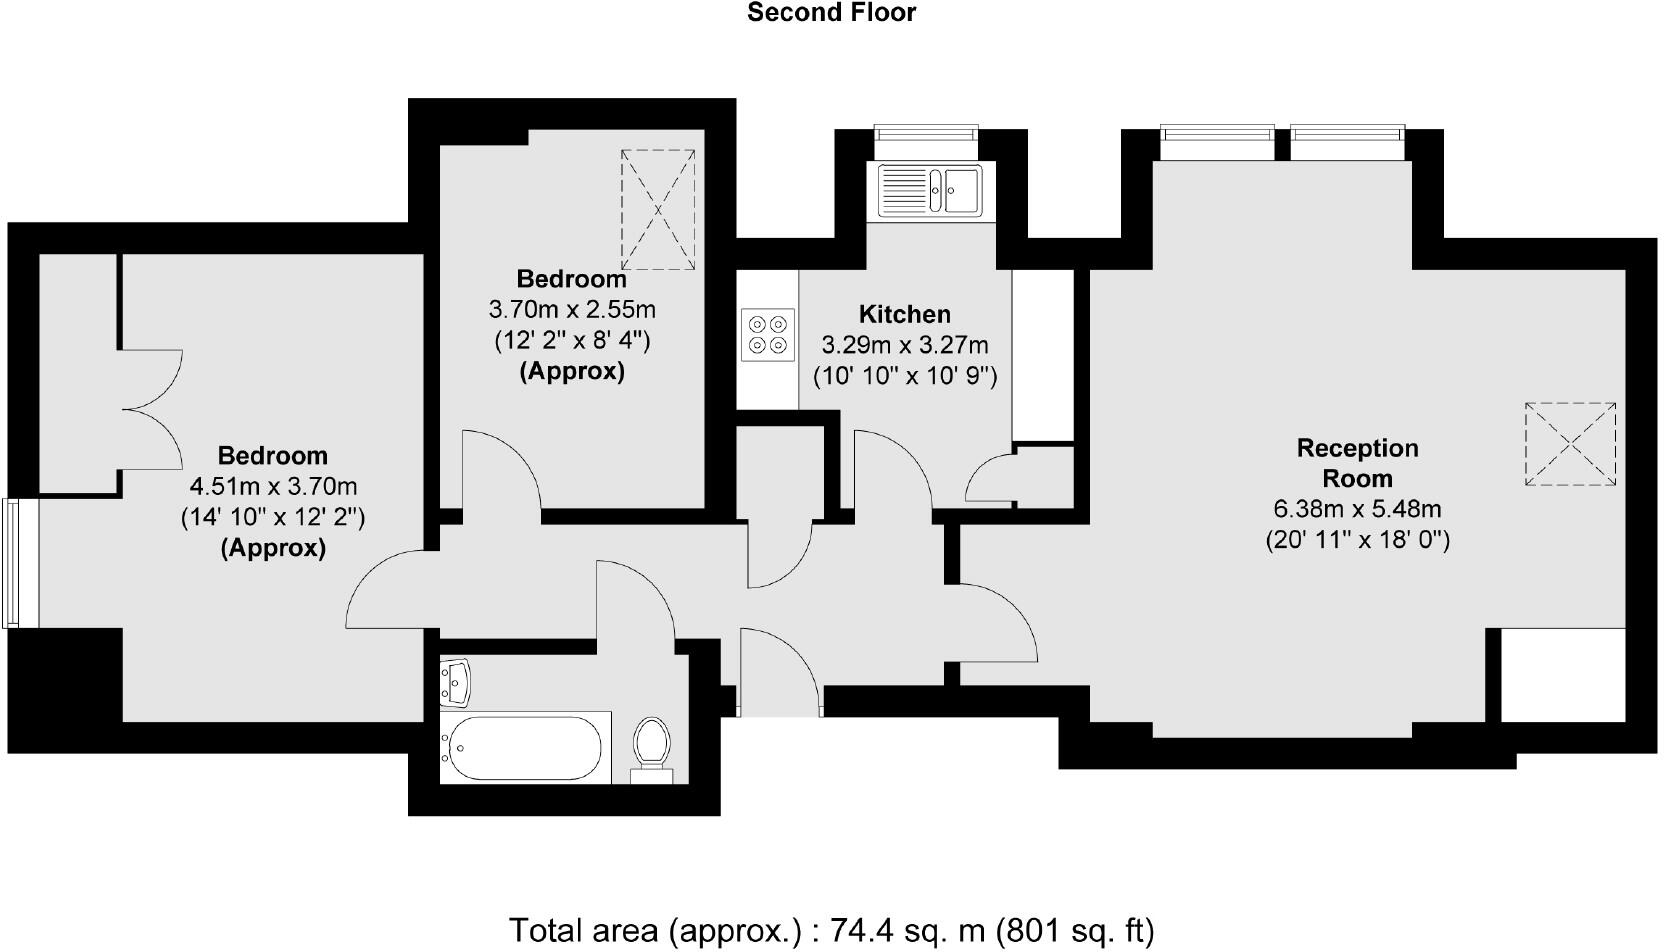 Second Floor
Bedroom
3.70m x 2.55m
(12' 2" x 8' 4")
(Approx)
Kitchen
3.29m x 3.27m
(10' 10" x 10' 9")
Bedroom
4.51m x 3.70m
(14' 10" x 12' 2")
(Approx)
Reception
Room
6.38m x 5.48m
(20' 11" x 18' 0")
Total area (approx.) : 74.4 sq. m (801 sq. ft)